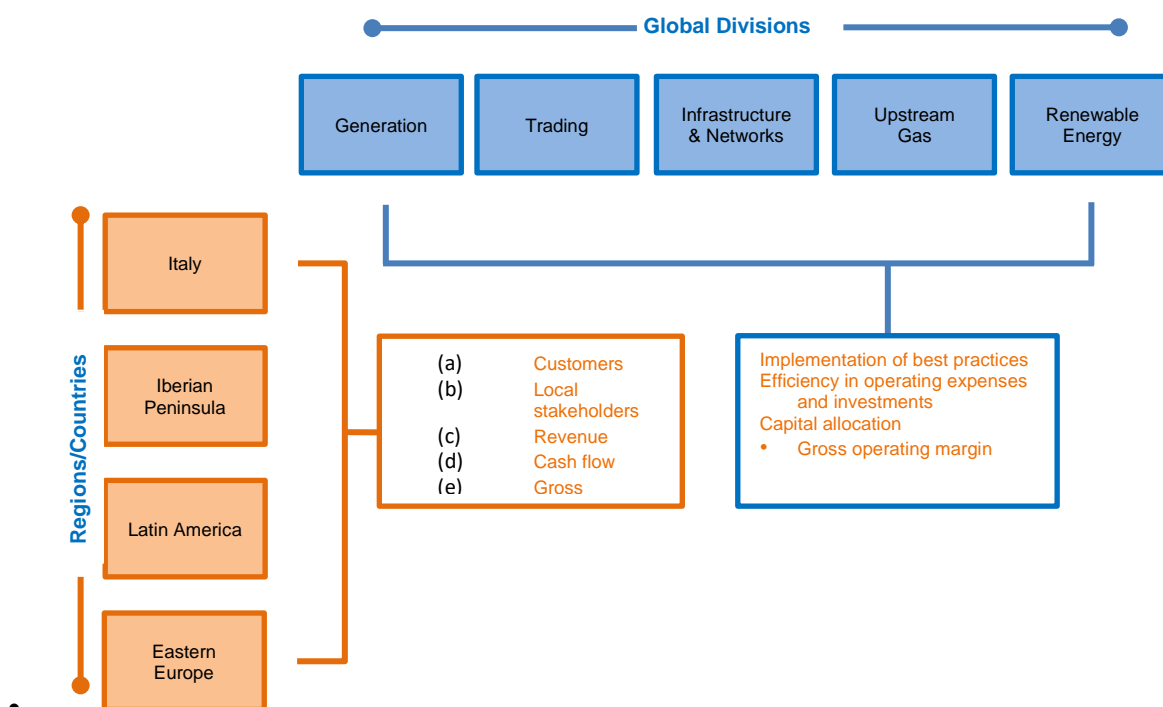 Global Divisions
Generation
Trading
Infrastructure
& Networks
Upstream
Gas
Renewable
Energy
Regions/Countries
Italy
Iberian
Peninsula
Latin America
Eastern
Europe
(a) Customers
(b) Local
stakeholders
(c) Revenue
(d) Cash flow
(e) Gross
Implementation of best practices
Efficiency in operating expenses
and investments
Capital allocation
• Gross operating margin